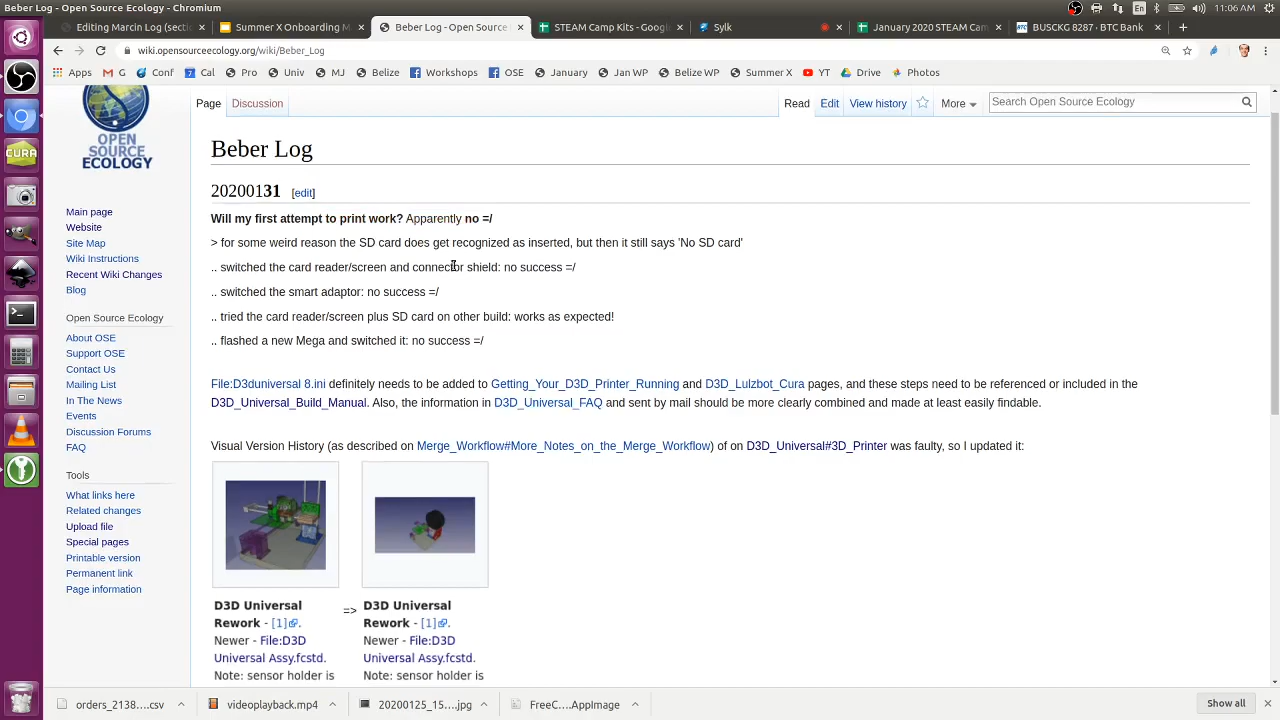 Beber Log - Open Source Ecology - Chromium
En
11:06 AM
Editing Marcin Log (secti
Summer X Onboarding M
Beber Log - Open Source
STEAM Camp Kits - Googl
Sylk
January 2020 STEAM Cam
BUSCKG 8287 · BTC Bank
wiki.opensourceecology.org/wiki/Beber_Log
Apps
G
Conf
Cal
Pro
Univ
MJ
Belize
Workshops
OSE
January
Jan WP
Belize WP
Summer X
YT
Drive
Photos
OPEN
SOURCE
ECOLOGY
Page
Discussion
Read
Edit
View history
More
Search Open Source Ecology
Beber Log
20200131 [edit]
Will my first attempt to print work? Apparently no =/
> for some weird reason the SD card does get recognized as inserted, but then it still says 'No SD card'
.. switched the card reader/screen and connector shield: no success =/
.. switched the smart adaptor: no success =/
.. tried the card reader/screen plus SD card on other build: works as expected!
.. flashed a new Mega and switched it: no success =/
File:D3duniversal 8.ini definitely needs to be added to Getting_Your_D3D_Printer_Running and D3D_Lulzbot_Cura pages, and these steps need to be referenced or included in the
D3D_Universal_Build_Manual. Also, the information in D3D_Universal_FAQ and sent by mail should be more clearly combined and made at least easily findable.
Visual Version History (as described on Merge_Workflow#More_Notes_on_the_Merge_Workflow) of on D3D_Universal#3D_Printer was faulty, so I updated it:
D3D Universal
Rework - [1].
Newer - File:D3D
Universal Assy.fcstd.
Note: sensor holder is
=>
D3D Universal
Rework - [1].
Newer - File:D3D
Universal Assy.fcstd.
Note: sensor holder is
Main page
Website
Site Map
Wiki Instructions
Recent Wiki Changes
Blog
Open Source Ecology
About OSE
Support OSE
Contact Us
Mailing List
In The News
Events
Discussion Forums
FAQ
Tools
What links here
Related changes
Upload file
Special pages
Printable version
Permanent link
Page information
CURA
orders_2138....csv
videoplayback.mp4
20200125_15....jpg
FreeC....AppImage
Show all